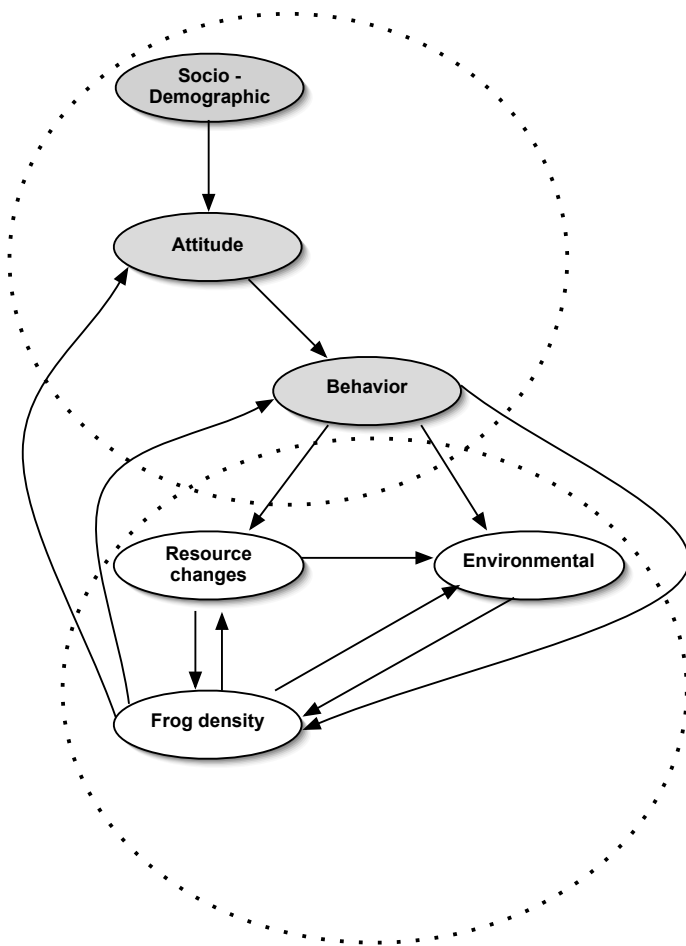 Socio -
Demographic
Attitude
Behavior
Resource
changes
Environmental
Frog density